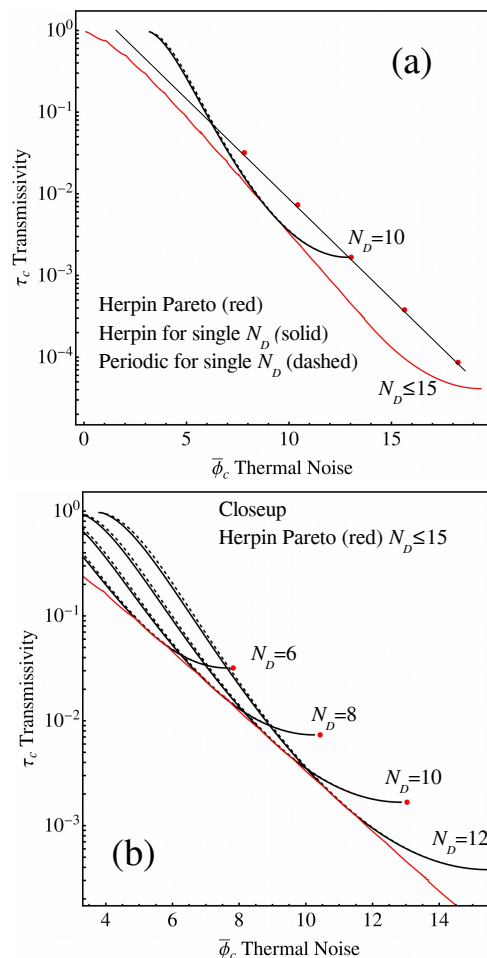 10⁰
(a)
10⁻¹
τ_c Transmissivity
10⁻²
N_D=10
10⁻³
Herpin Pareto (red)
Herpin for single N_D (solid)
Periodic for single N_D (dashed)
10⁻⁴
N_D≤15
0 5 10 15
ϕ̅_c Thermal Noise
Closeup
10⁰
Herpin Pareto (red) N_D≤15
10⁻¹
τ_c Transmissivity
N_D=6
10⁻²
N_D=8
N_D=10
10⁻³
N_D=12
(b)
4 6 8 10 12 14
ϕ̅_c Thermal Noise